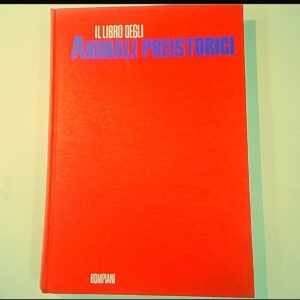 IL LIBRO DEGLI
ANIMALI PREISTORICI
BOMPIANI